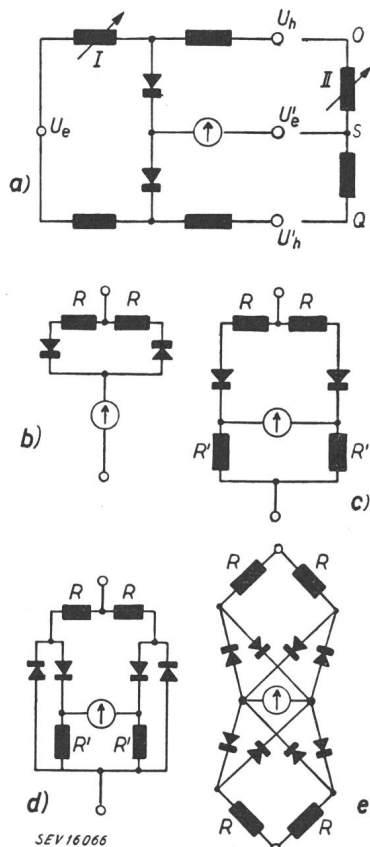 U_h O
I II
U_e U'_e S
a) U'_h Q
R R
R R
b) R' R' c)
R R
R R
R' R'
d) R R e
SEV 16066